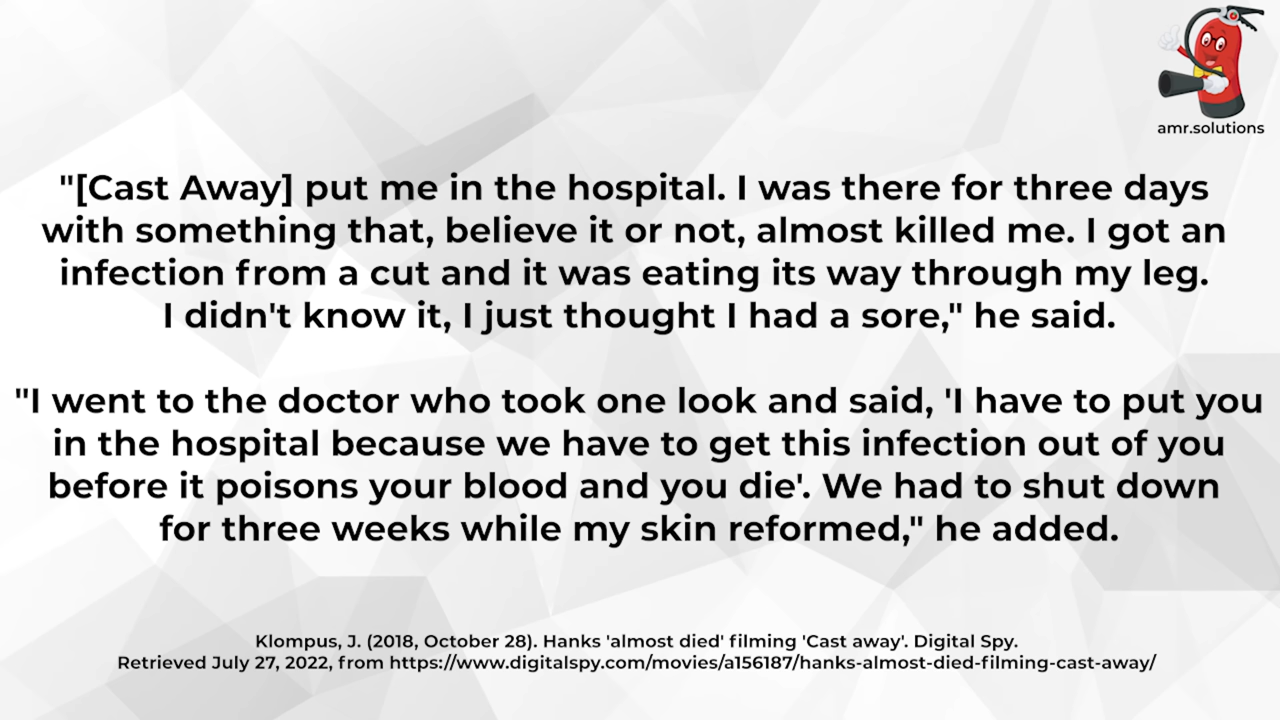 amr.solutions
"[Cast Away] put me in the hospital. I was there for three days
with something that, believe it or not, almost killed me. I got an
infection from a cut and it was eating its way through my leg.
I didn't know it, I just thought I had a sore," he said.
"I went to the doctor who took one look and said, 'I have to put you
in the hospital because we have to get this infection out of you
before it poisons your blood and you die'. We had to shut down
for three weeks while my skin reformed," he added.
Klompus, J. (2018, October 28). Hanks 'almost died' filming 'Cast away'. Digital Spy.
Retrieved July 27, 2022, from https://www.digitalspy.com/movies/a156187/hanks-almost-died-filming-cast-away/